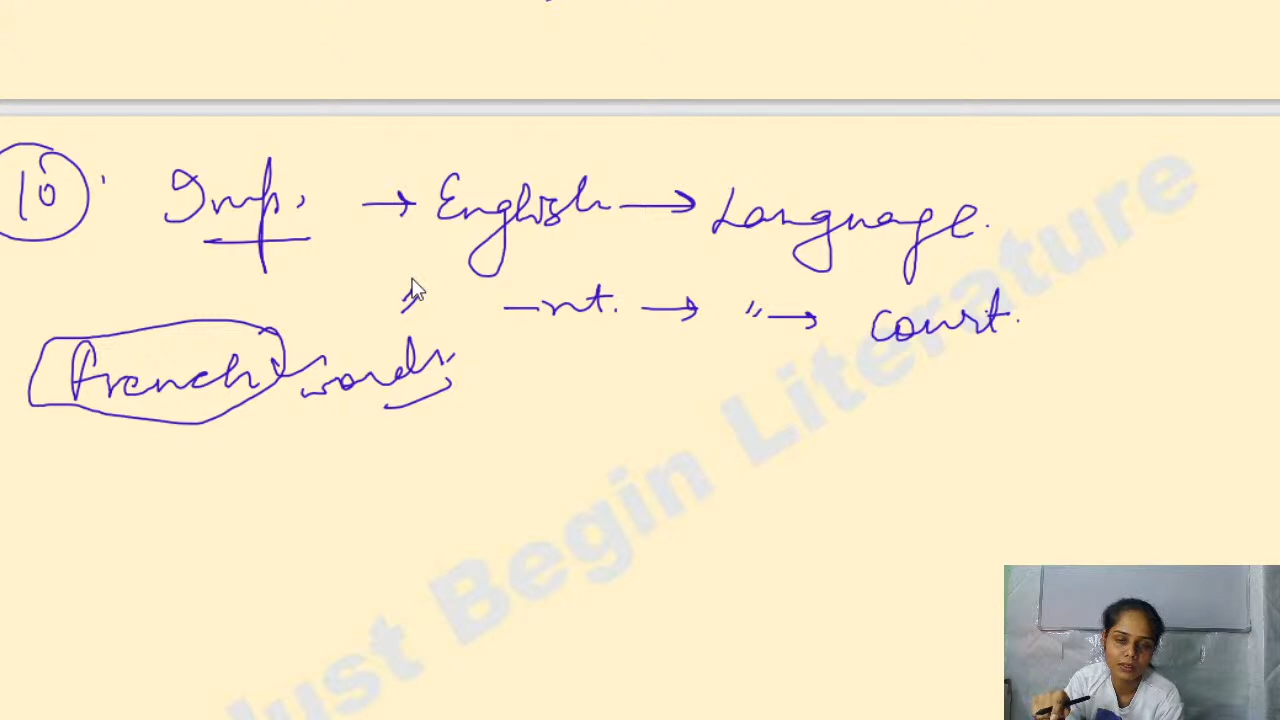 10. Imp. → English → Language.
" —nt. → " → court.
French words
Just Begin Literature